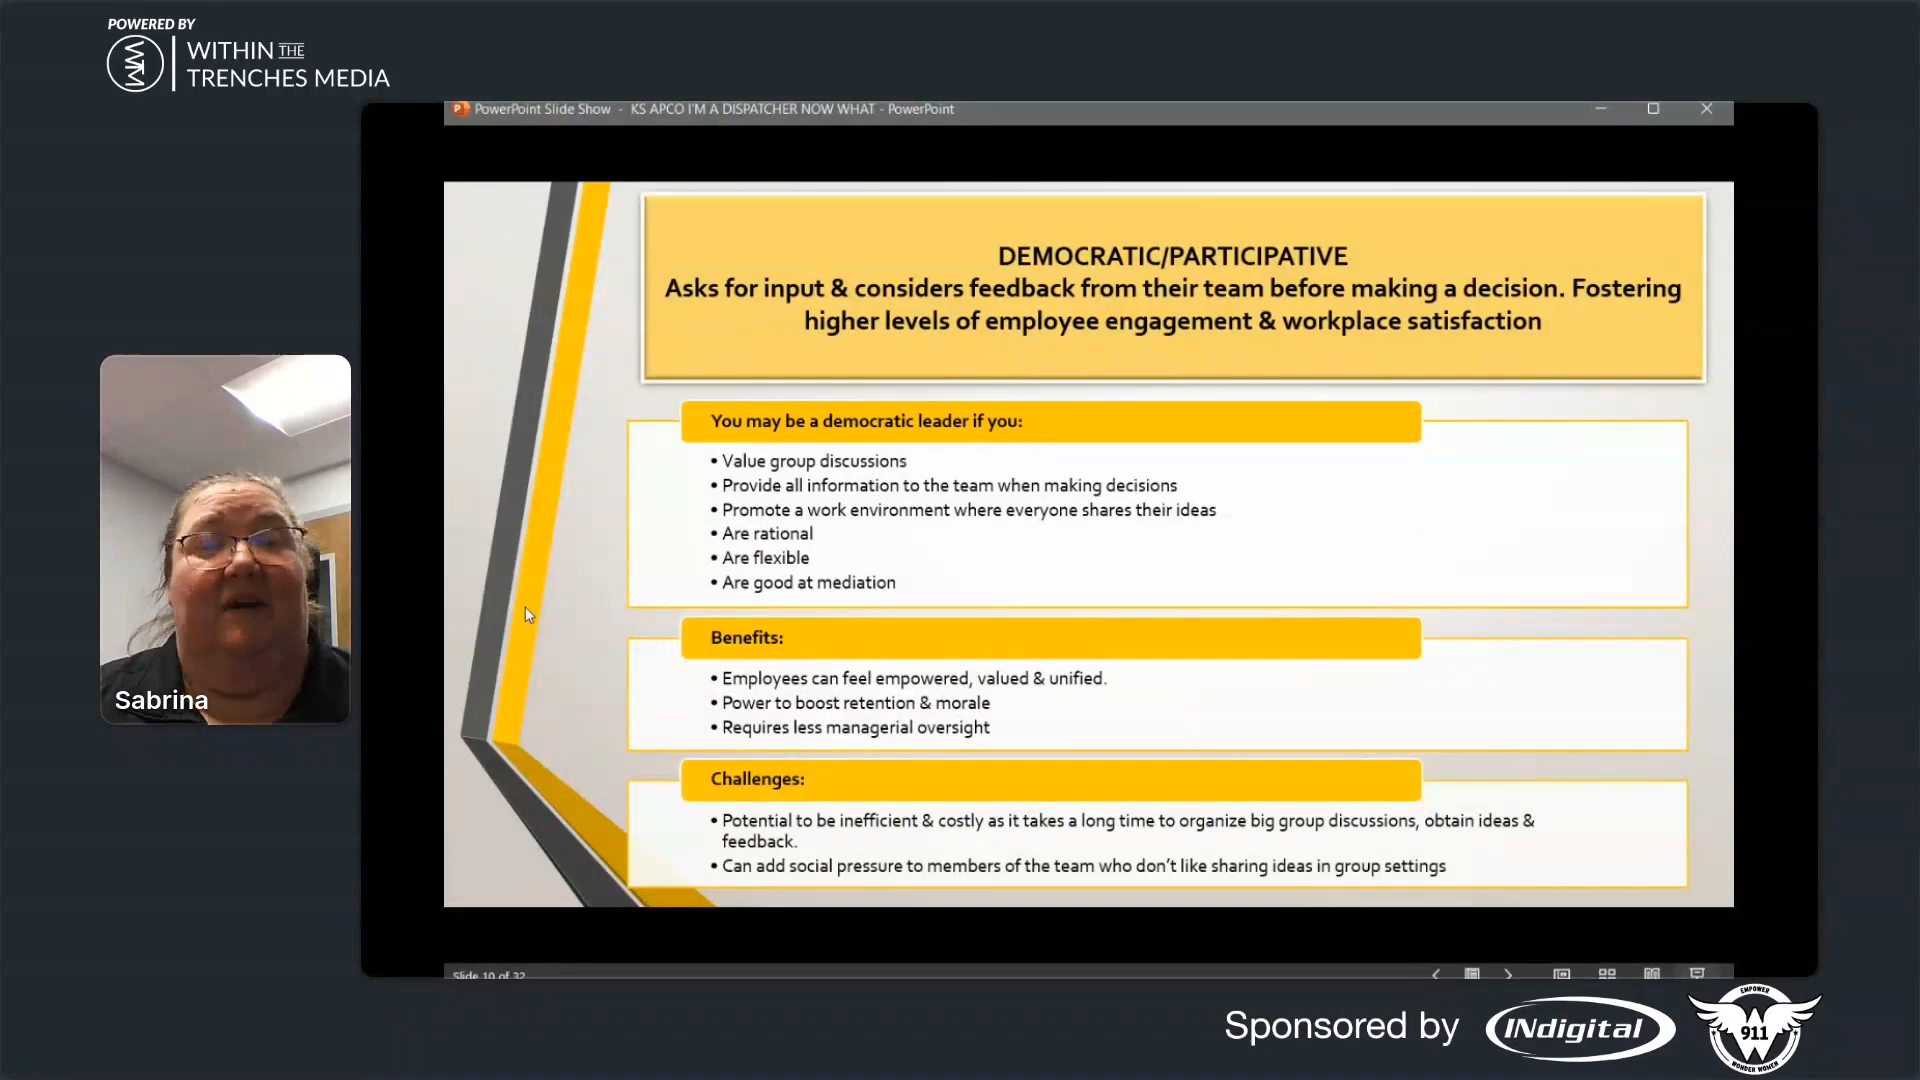 POWERED BY
WITHIN THE
TRENCHES MEDIA
PowerPoint Slide Show - KS APCO I'M A DISPATCHER NOW WHAT - PowerPoint
DEMOCRATIC/PARTICIPATIVE
Asks for input & considers feedback from their team before making a decision. Fostering
higher levels of employee engagement & workplace satisfaction
You may be a democratic leader if you:
• Value group discussions
• Provide all information to the team when making decisions
• Promote a work environment where everyone shares their ideas
• Are rational
• Are flexible
• Are good at mediation
Benefits:
• Employees can feel empowered, valued & unified.
• Power to boost retention & morale
• Requires less managerial oversight
Challenges:
• Potential to be inefficient & costly as it takes a long time to organize big group discussions, obtain ideas &
feedback.
• Can add social pressure to members of the team who don't like sharing ideas in group settings
Sabrina
Slide 10 of 32
Sponsored by
INdigital
EMPOWER
911
W
WONDER WOMEN